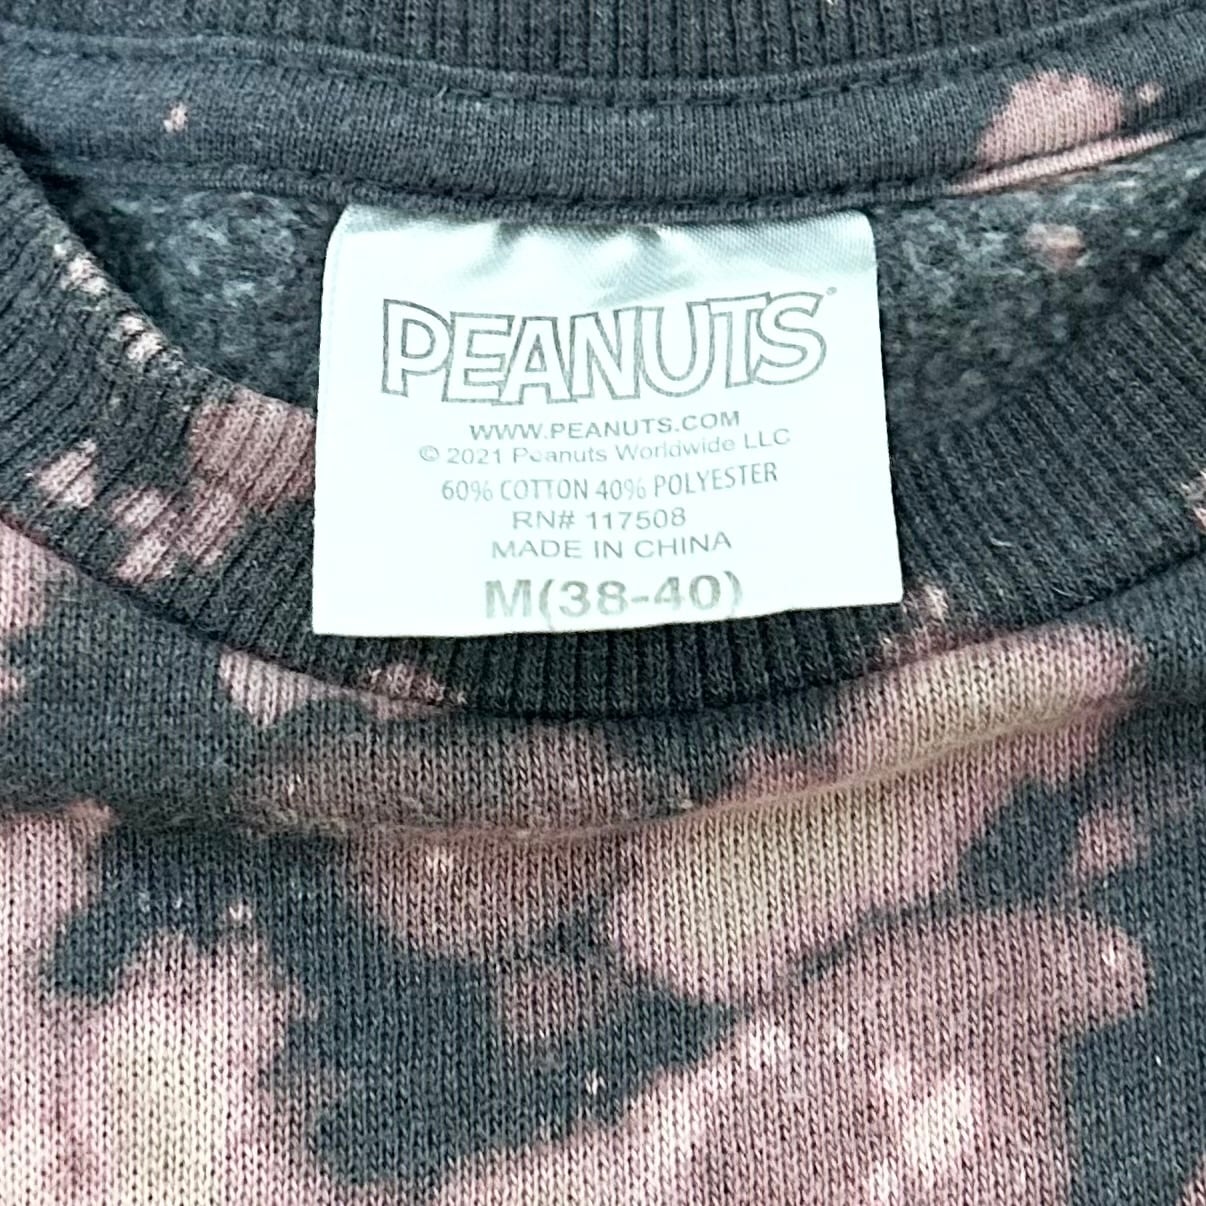 PEANUTS®
WWW.PEANUTS.COM
© 2021 Peanuts Worldwide LLC
60% COTTON 40% POLYESTER
RN# 117508
MADE IN CHINA
M(38-40)